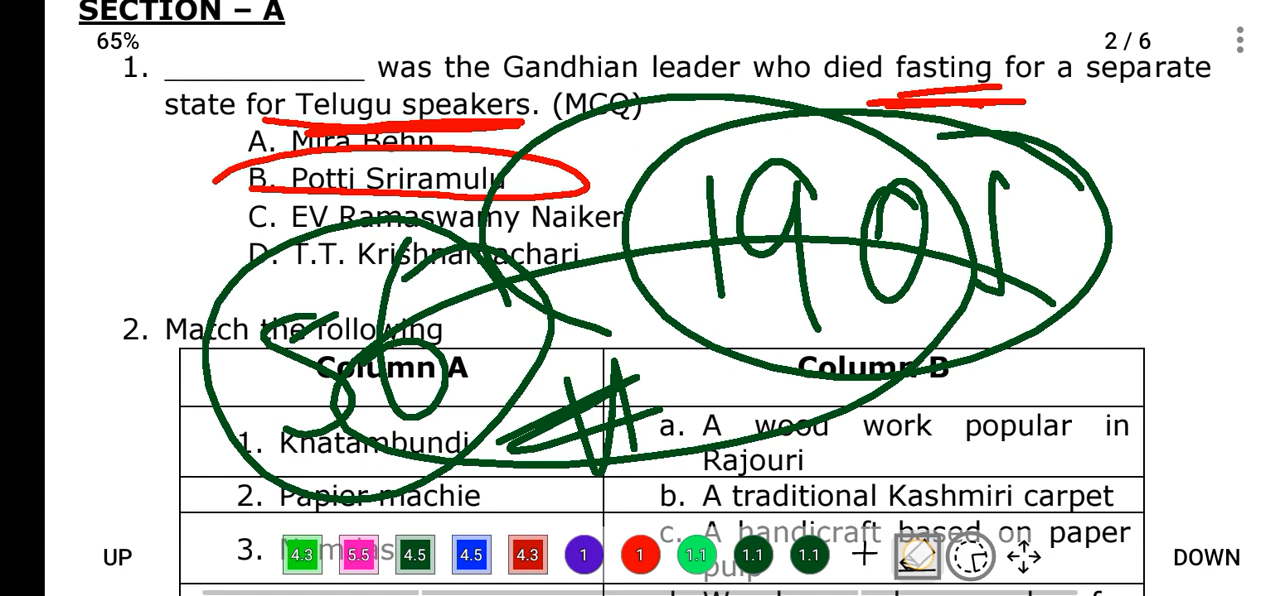 SECTION – A
65%
2 / 6
1. ____________ was the Gandhian leader who died fasting for a separate
state for Telugu speakers. (MCQ)
A. Mira Behn
B. Potti Sriramulu
C. EV Ramaswamy Naiker
D. T.T. Krishnamachari
190
56
2. Match the following
Column A Column B
1. Khatambundi
a. A wood work popular in
Rajouri
2. Papier machie b. A traditional Kashmiri carpet
3.
c. A handicraft based on paper
pulp
UP 4.3 5.5 4.5 4.5 4.3 1 1 1.1 1.1 1.1 + DOWN